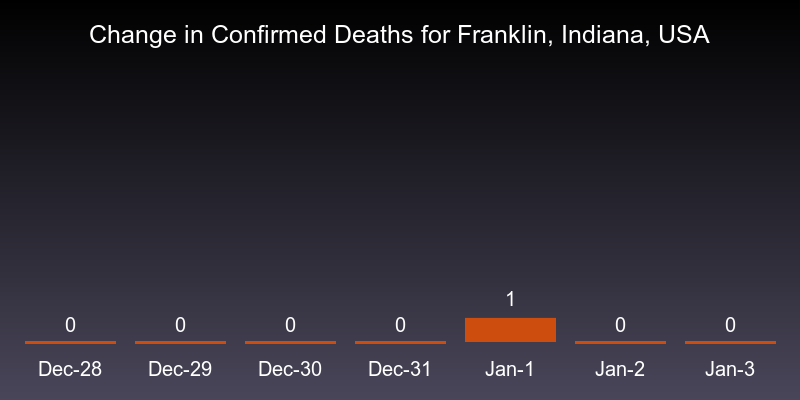 Change in Confirmed Deaths for Franklin, Indiana, USA
0 0 0 0 1 0 0
Dec-28 Dec-29 Dec-30 Dec-31 Jan-1 Jan-2 Jan-3